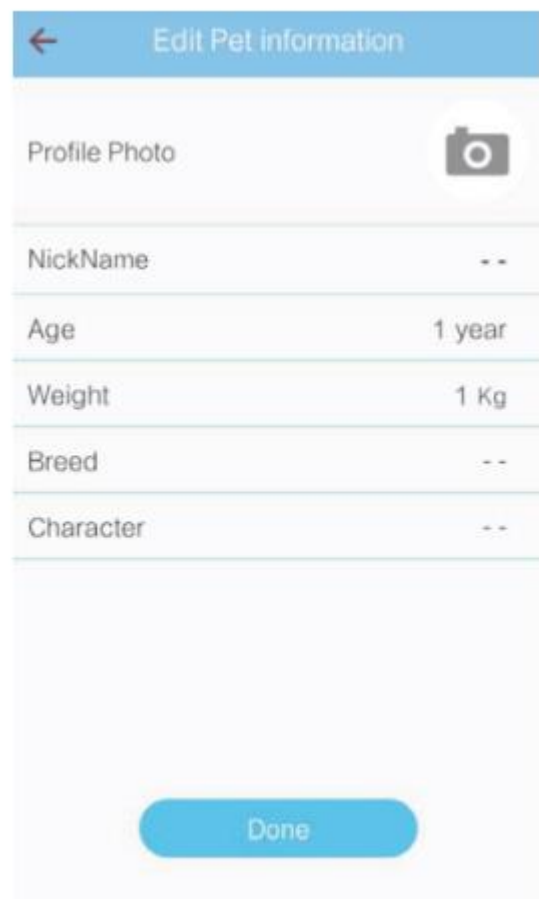 Edit Pet information
Profile Photo
NickName - -
Age 1 year
Weight 1 Kg
Breed - -
Character - -
Done